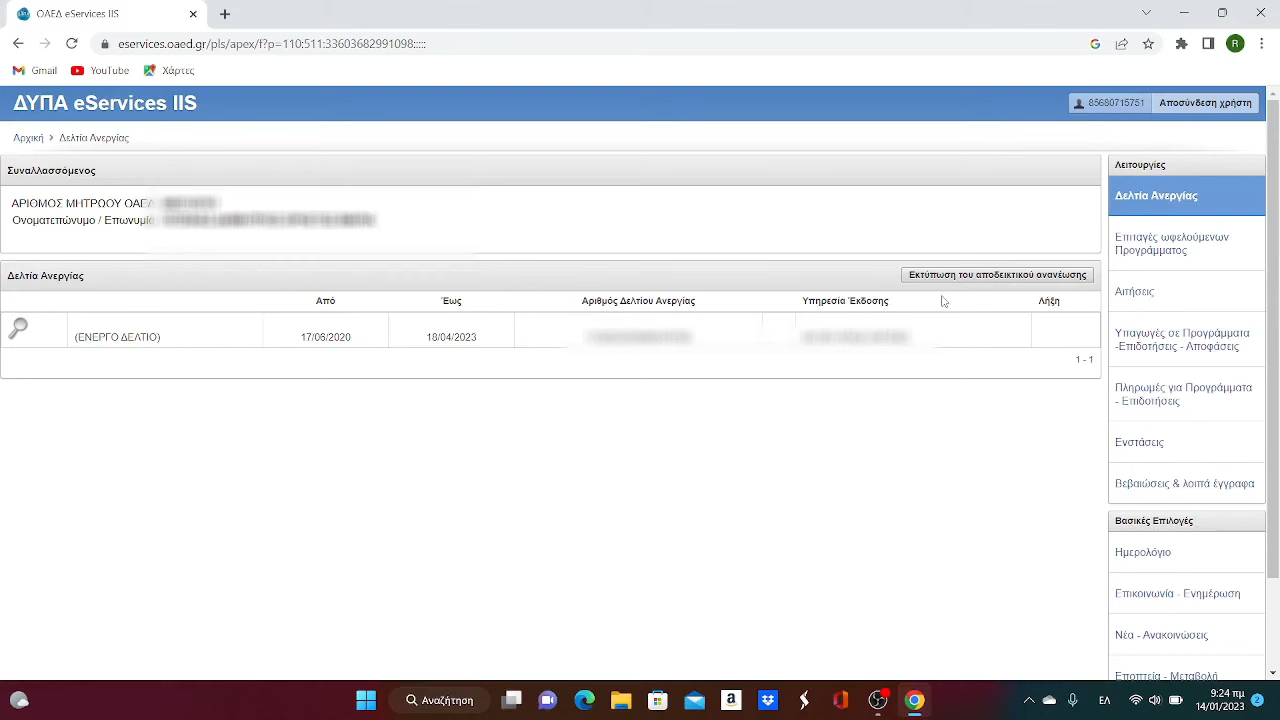 ΟΑΕΔ eServices IIS
eservices.oaed.gr/pls/apex/f?p=110:511:33603682991098:::::
Gmail YouTube Χάρτες
ΔΥΠΑ eServices IIS
85680715751 Αποσύνδεση χρήστη
Αρχική > Δελτία Ανεργίας
Συναλλασσόμενος
ΑΡΙΘΜΟΣ ΜΗΤΡΩΟΥ ΟΑΕΔ
Ονοματεπώνυμο / Επωνυμία
Δελτία Ανεργίας
Εκτύπωση του αποδεικτικού ανανέωσης
Από Έως Αριθμός Δελτίου Ανεργίας Υπηρεσία Έκδοσης Λήξη
(ΕΝΕΡΓΟ ΔΕΛΤΙΟ) 17/06/2020 18/04/2023
1 - 1
Λειτουργίες
Δελτία Ανεργίας
Επιταγές ωφελούμενων
Προγράμματος
Αιτήσεις
Υπαγωγές σε Προγράμματα
-Επιδοτήσεις - Αποφάσεις
Πληρωμές για Προγράμματα
- Επιδοτήσεις
Ενστάσεις
Βεβαιώσεις & λοιπά έγγραφα
Βασικές Επιλογές
Ημερολόγιο
Επικοινωνία - Ενημέρωση
Νέα - Ανακοινώσεις
Εποπτεία - Μεταβολή
Αναζήτηση
ΕΛ
9:24 πμ
14/01/2023
2